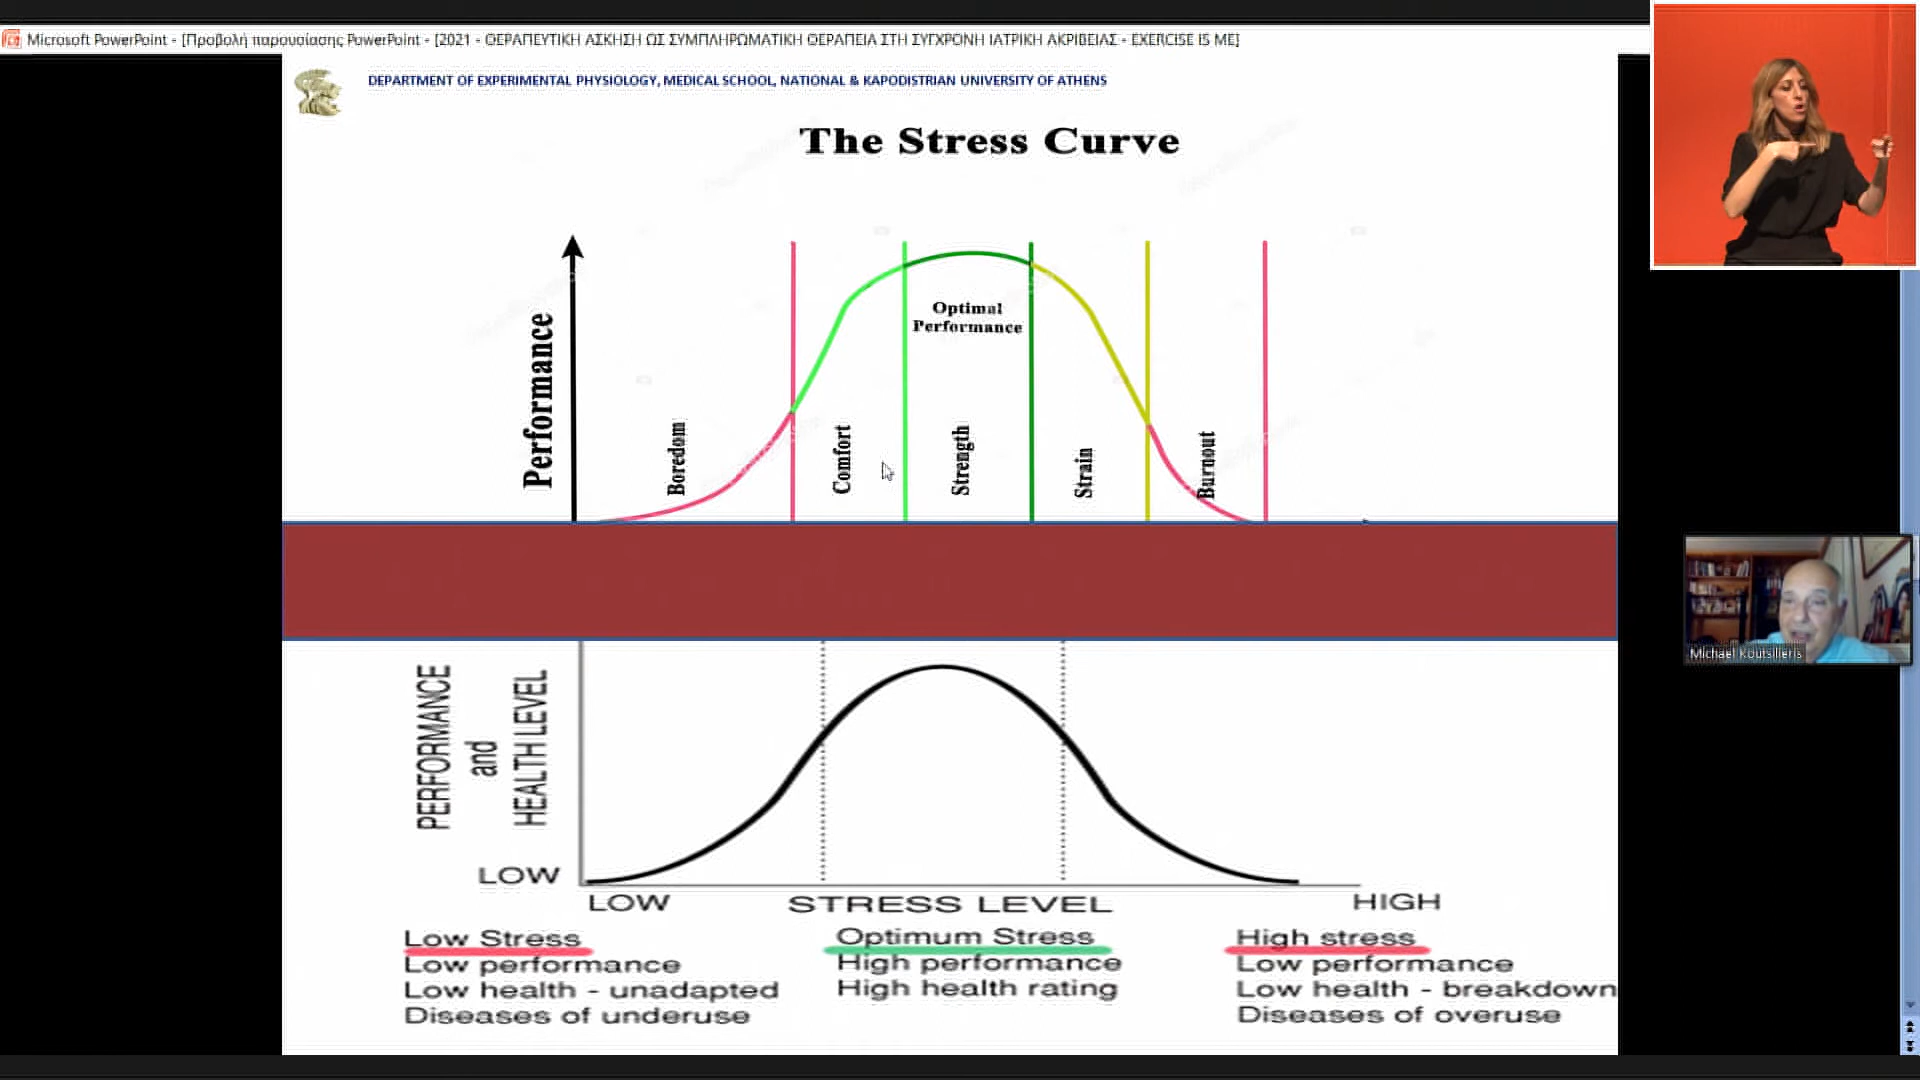 Microsoft PowerPoint - [Προβολή παρουσίασης PowerPoint - [2021 - ΘΕΡΑΠΕΥΤΙΚΗ ΑΣΚΗΣΗ ΩΣ ΣΥΜΠΛΗΡΩΜΑΤΙΚΗ ΘΕΡΑΠΕΙΑ ΣΤΗ ΣΥΓΧΡΟΝΗ ΙΑΤΡΙΚΗ ΑΚΡΙΒΕΙΑΣ - EXERCISE IS ME]
DEPARTMENT OF EXPERIMENTAL PHYSIOLOGY, MEDICAL SCHOOL, NATIONAL & KAPODISTRIAN UNIVERSITY OF ATHENS
The Stress Curve
Performance
Optimal
Performance
Boredom
Comfort
Strength
Strain
Burnout
Michael Koutsilieris
PERFORMANCE
and
HEALTH LEVEL
LOW
LOW
STRESS LEVEL
HIGH
Low Stress
Low performance
Low health - unadapted
Diseases of underuse
Optimum Stress
High performance
High health rating
High stress
Low performance
Low health - breakdown
Diseases of overuse